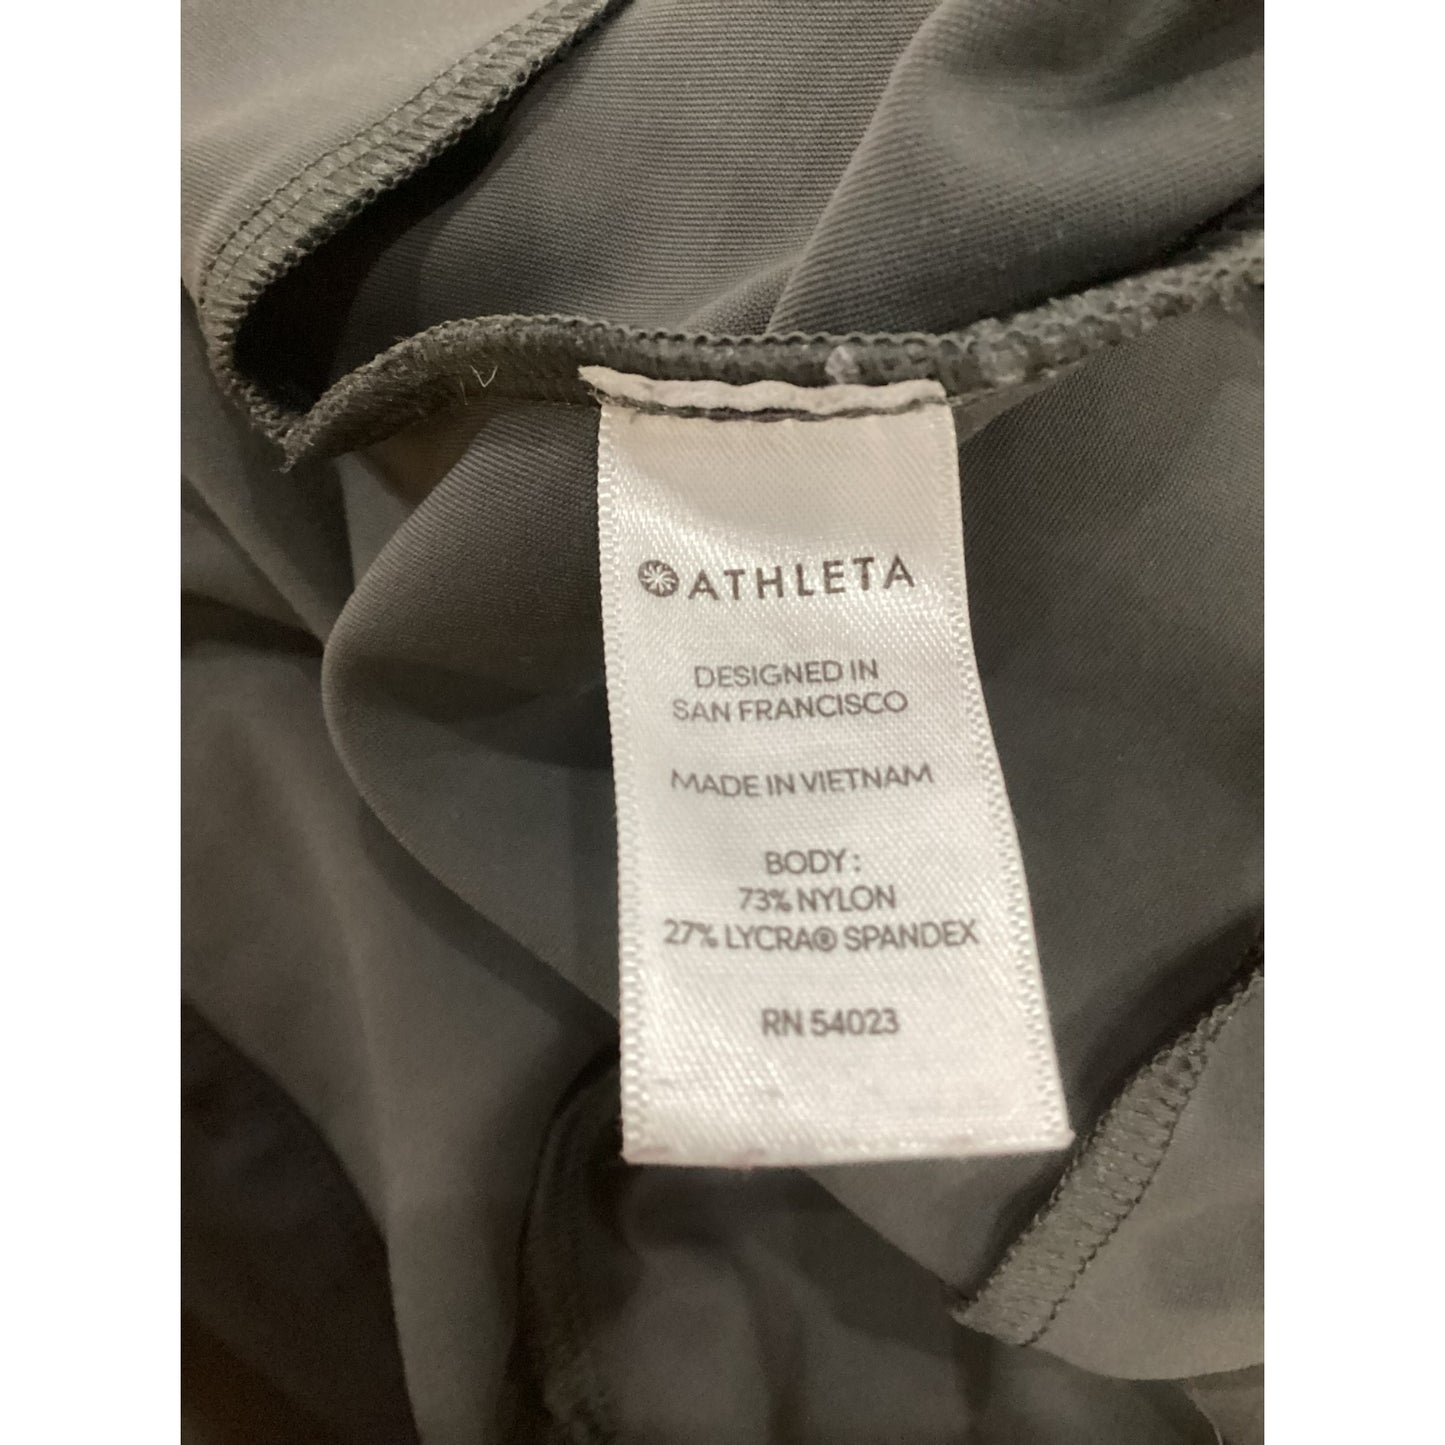 ATHLETA
DESIGNED IN
SAN FRANCISCO
MADE IN VIETNAM
BODY:
73% NYLON
27% LYCRA® SPANDEX
RN 54023